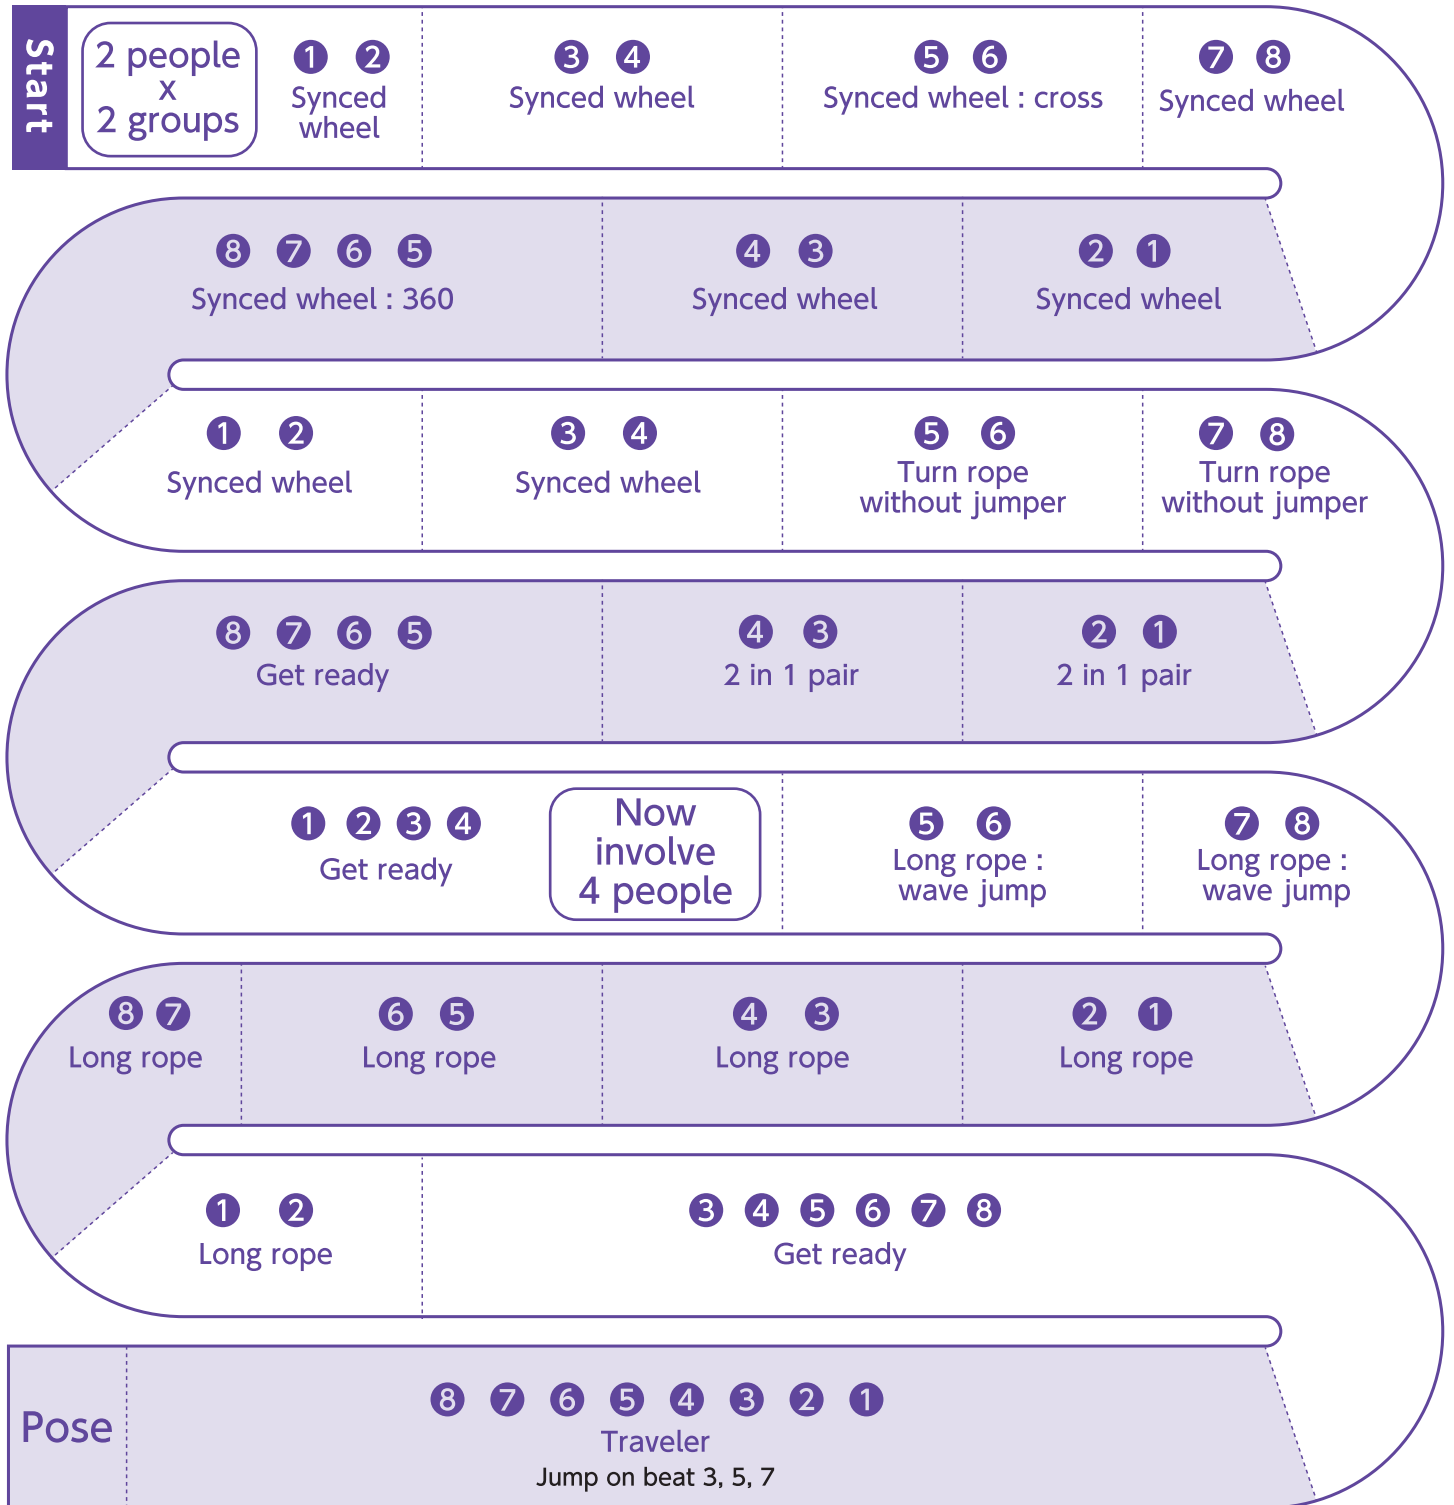 Start
2 people
x
2 groups
1 2
Synced
wheel
3 4
Synced wheel
5 6
Synced wheel : cross
7 8
Synced wheel
8 7 6 5
Synced wheel : 360
4 3
Synced wheel
2 1
Synced wheel
1 2
Synced wheel
3 4
Synced wheel
5 6
Turn rope
without jumper
7 8
Turn rope
without jumper
8 7 6 5
Get ready
4 3
2 in 1 pair
2 1
2 in 1 pair
1 2 3 4
Get ready
Now
involve
4 people
5 6
Long rope :
wave jump
7 8
Long rope :
wave jump
8 7
Long rope
6 5
Long rope
4 3
Long rope
2 1
Long rope
1 2
Long rope
3 4 5 6 7 8
Get ready
Pose
8 7 6 5 4 3 2 1
Traveler
Jump on beat 3, 5, 7